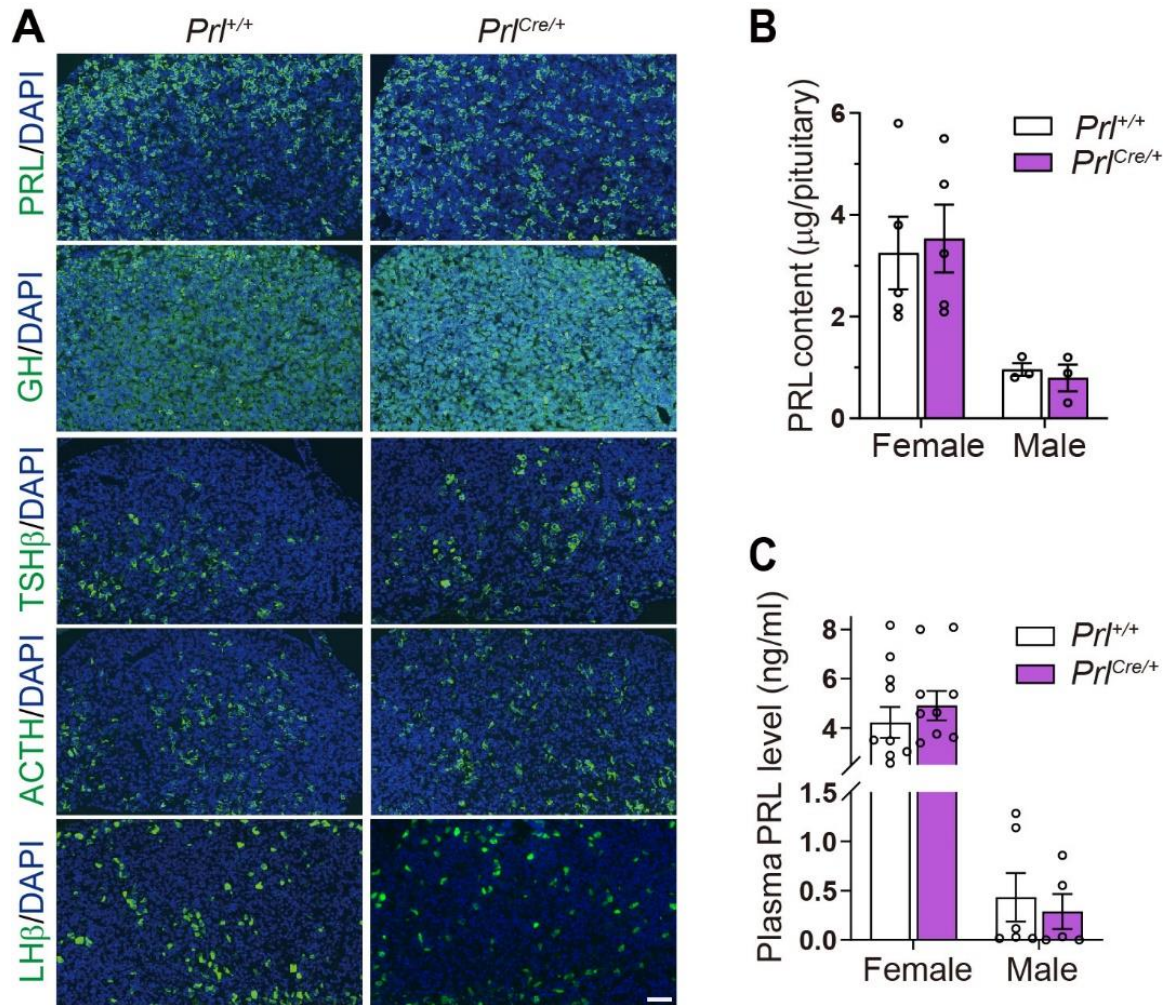 A
Prl+/+
PrlCre/+
PRL/DAPI
GH/DAPI
TSHβ/DAPI
ACTH/DAPI
LHβ/DAPI
B
PRL content (μg/pituitary)
6
4
2
0
Prl+/+
PrlCre/+
Female
Male
C
Plasma PRL level (ng/ml)
8
6
4
1.5
1.0
0.5
0.0
Prl+/+
PrlCre/+
Female
Male